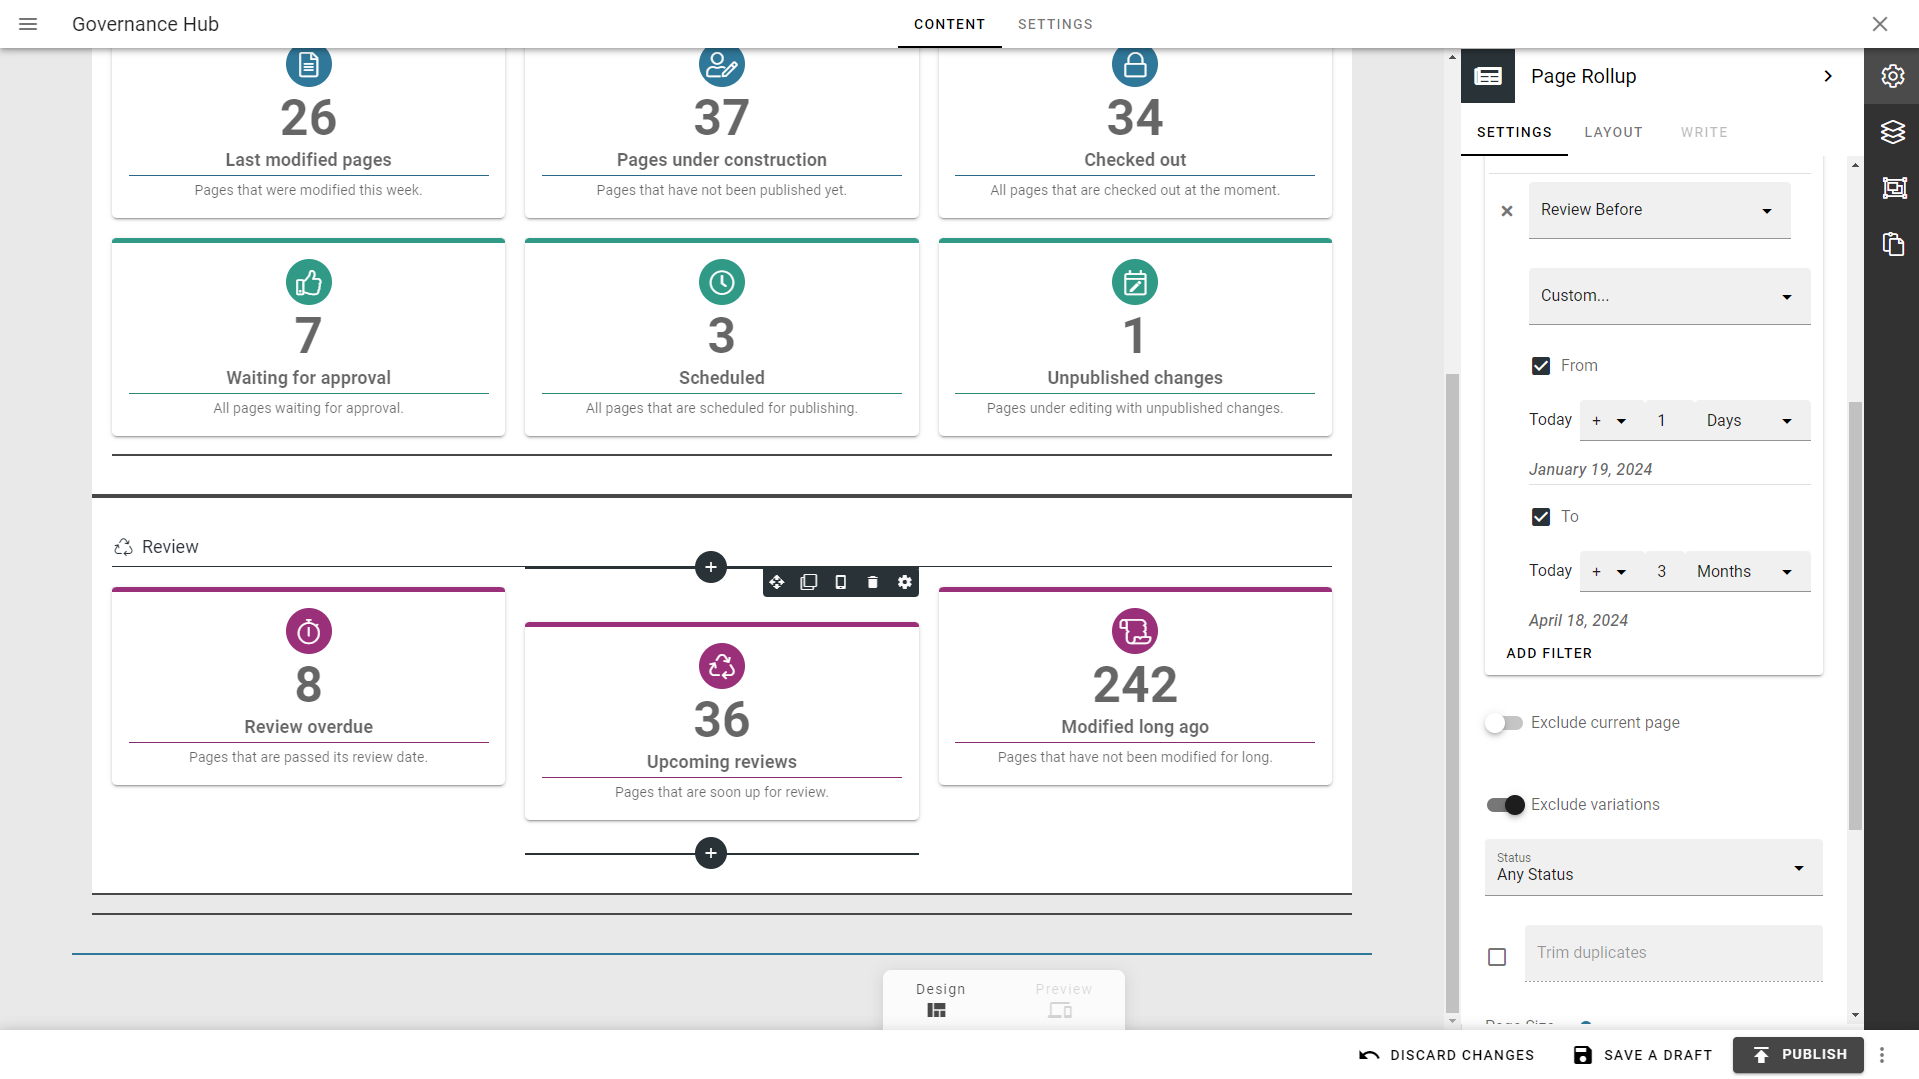 Governance Hub
CONTENT
SETTINGS
26
Last modified pages
Pages that were modified this week.
37
Pages under construction
Pages that have not been published yet.
34
Checked out
All pages that are checked out at the moment.
7
Waiting for approval
All pages waiting for approval.
3
Scheduled
All pages that are scheduled for publishing.
1
Unpublished changes
Pages under editing with unpublished changes.
Review
8
Review overdue
Pages that are passed its review date.
36
Upcoming reviews
Pages that are soon up for review.
242
Modified long ago
Pages that have not been modified for long.
Design
Preview
Page Rollup
SETTINGS
LAYOUT
WRITE
Review Before
Custom...
From
Today + 1 Days
January 19, 2024
To
Today + 3 Months
April 18, 2024
ADD FILTER
Exclude current page
Exclude variations
Status
Any Status
Trim duplicates
Page Size
DISCARD CHANGES
SAVE A DRAFT
PUBLISH